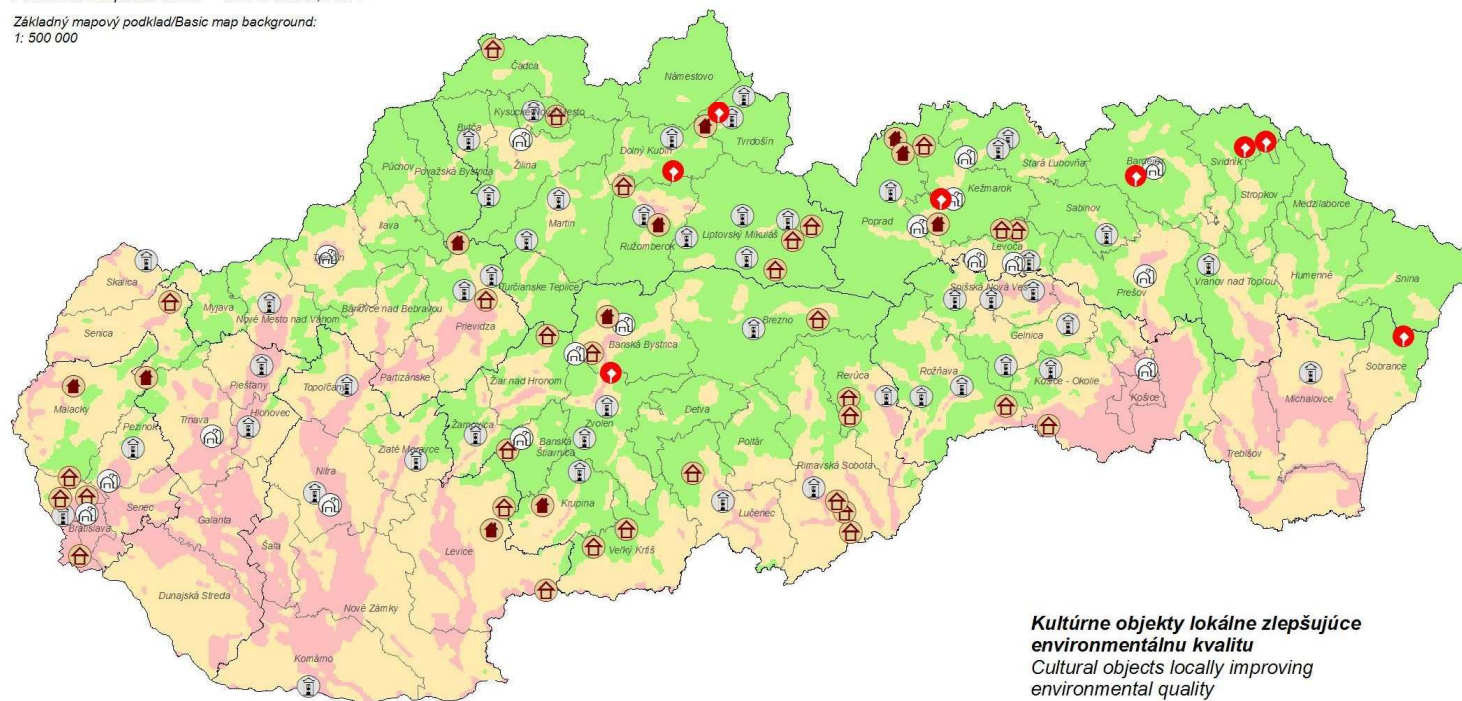 Základný mapový podklad/Basic map background:
1: 500 000
Čadca
Námestovo
Kysucké Nové Mesto
Bytča
Tvrdošín
Dolný Kubín
Žilina
Púchov
Považská Bystrica
Stará Ľubovňa
Bardejov
Svidník
Stropkov
Medzilaborce
Kežmarok
Sabinov
Ilava
Martin
Ružomberok
Liptovský Mikuláš
Poprad
Levoča
Prešov
Vranov nad Topľou
Humenné
Snina
Skalica
Senica
Myjava
Nové Mesto nad Váhom
Bánovce nad Bebravou
Turčianske Teplice
Prievidza
Spišská Nová Ves
Gelnica
Brezno
Banská Bystrica
Sobrance
Michalovce
Piešťany
Topoľčany
Partizánske
Žiar nad Hronom
Revúca
Rožňava
Košice - Okolie
Košice
Malacky
Pezinok
Trnava
Hlohovec
Zlaté Moravce
Žarnovica
Banská Štiavnica
Zvolen
Detva
Poltár
Rimavská Sobota
Trebišov
Nitra
Senec
Galanta
Bratislava
Šaľa
Levice
Krupina
Lučenec
Veľký Krtíš
Dunajská Streda
Nové Zámky
Komárno
Kultúrne objekty lokálne zlepšujúce
environmentálnu kvalitu
Cultural objects locally improving
environmental quality